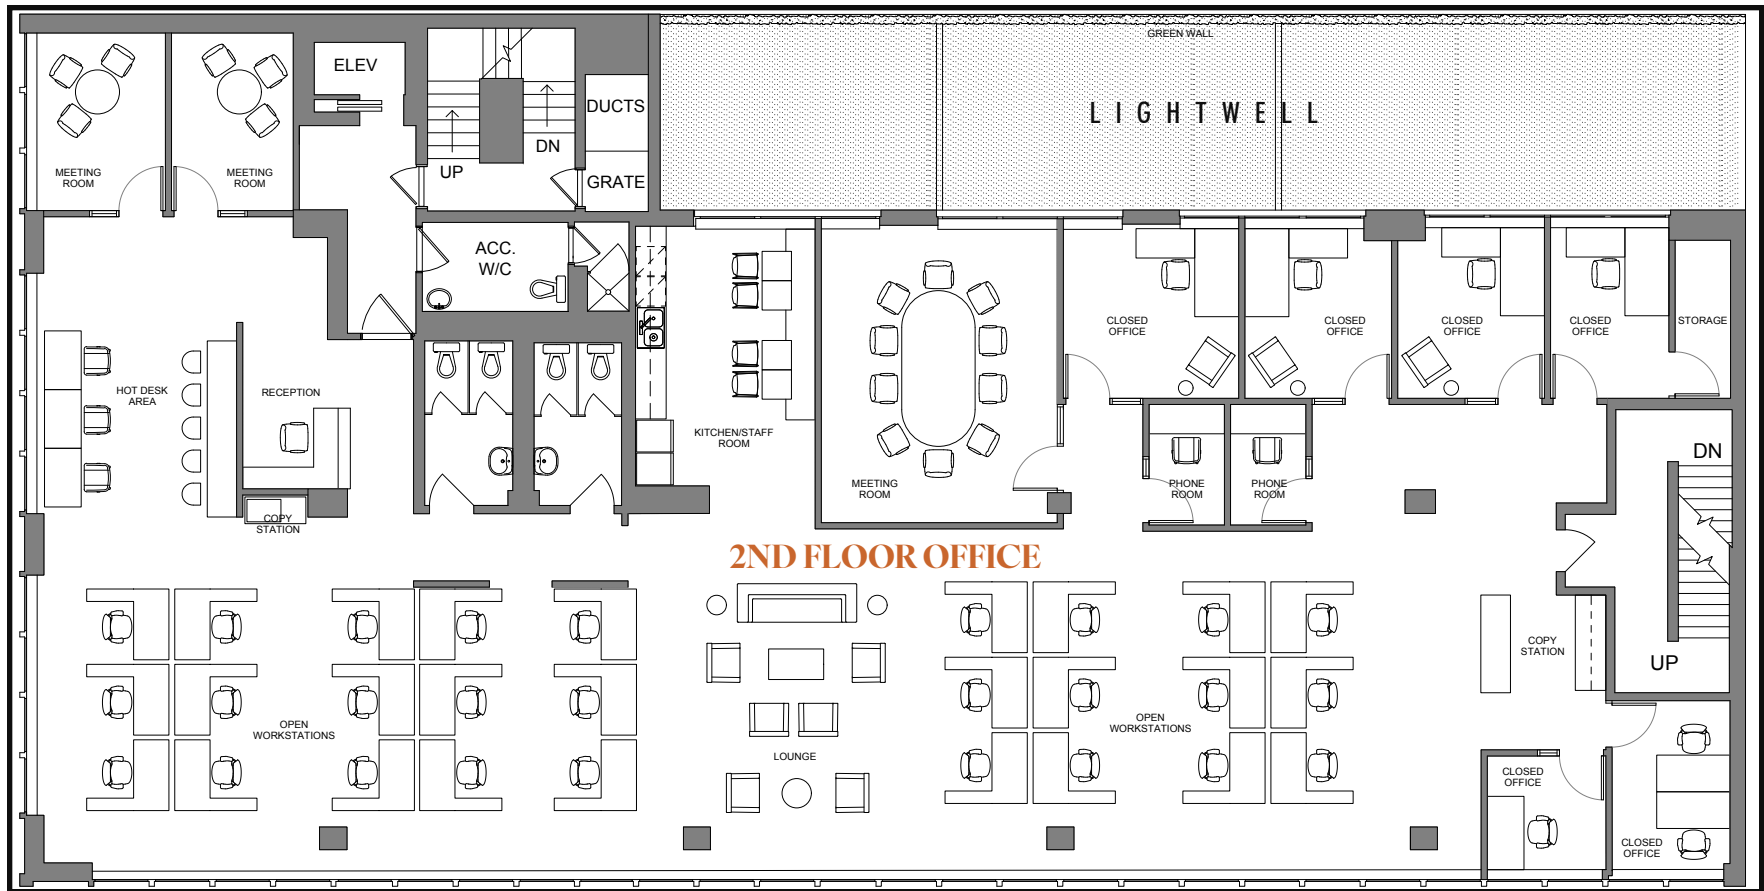 GREEN WALL
ELEV
DUCTS
LIGHTWELL
DN
UP
GRATE
MEETING
ROOM
MEETING
ROOM
ACC.
W/C
CLOSED
OFFICE
CLOSED
OFFICE
CLOSED
OFFICE
CLOSED
OFFICE
STORAGE
HOT DESK
AREA
RECEPTION
KITCHEN/STAFF
ROOM
DN
MEETING
ROOM
PHONE
ROOM
PHONE
ROOM
COPY
STATION
2ND FLOOR OFFICE
COPY
STATION
UP
OPEN
WORKSTATIONS
OPEN
WORKSTATIONS
LOUNGE
CLOSED
OFFICE
CLOSED
OFFICE